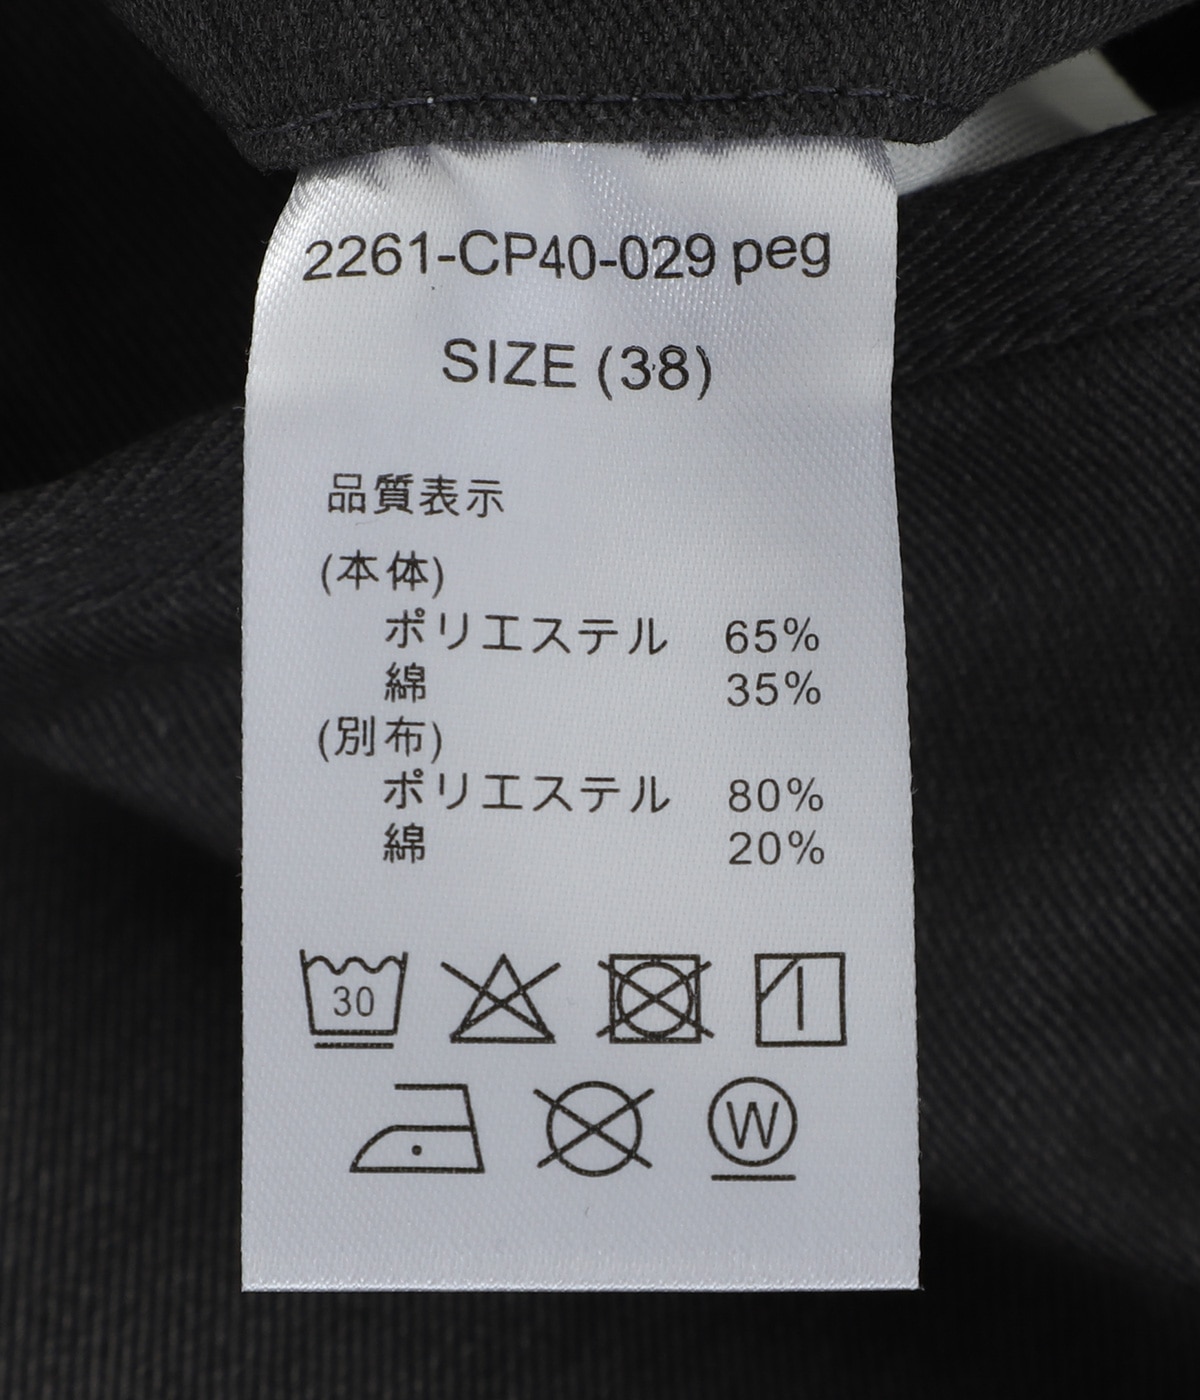 2261-CP40-029 peg
SIZE (38)
品質表示
(本体)
ポリエステル 65%
綿 35%
(別布)
ポリエステル 80%
綿 20%
30
W